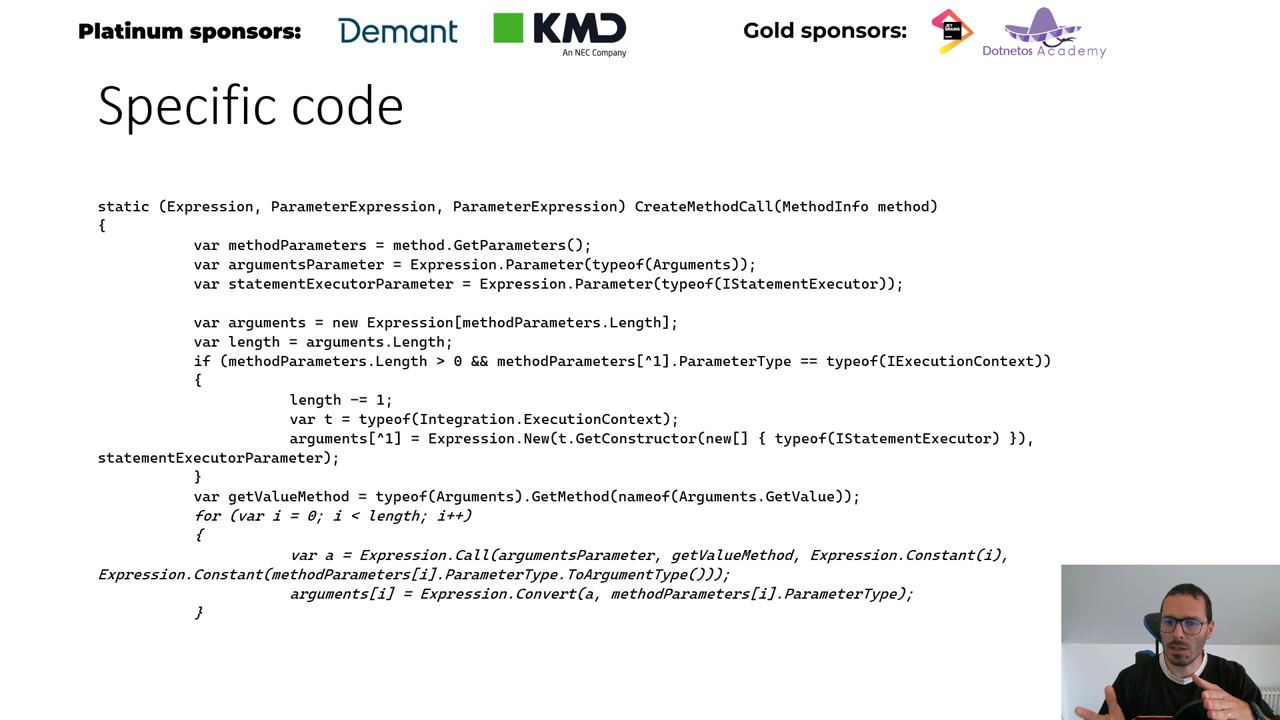 Platinum sponsors: Demant KMD An NEC Company Gold sponsors: JET BRAINS Dotnetos Academy
Specific code
static (Expression, ParameterExpression, ParameterExpression) CreateMethodCall(MethodInfo method)
{
var methodParameters = method.GetParameters();
var argumentsParameter = Expression.Parameter(typeof(Arguments));
var statementExecutorParameter = Expression.Parameter(typeof(IStatementExecutor));
var arguments = new Expression[methodParameters.Length];
var length = arguments.Length;
if (methodParameters.Length > 0 && methodParameters[^1].ParameterType == typeof(IExecutionContext))
{
length -= 1;
var t = typeof(Integration.ExecutionContext);
arguments[^1] = Expression.New(t.GetConstructor(new[] { typeof(IStatementExecutor) }),
statementExecutorParameter);
}
var getValueMethod = typeof(Arguments).GetMethod(nameof(Arguments.GetValue));
for (var i = 0; i < length; i++)
{
var a = Expression.Call(argumentsParameter, getValueMethod, Expression.Constant(i),
Expression.Constant(methodParameters[i].ParameterType.ToArgumentType()));
arguments[i] = Expression.Convert(a, methodParameters[i].ParameterType);
}